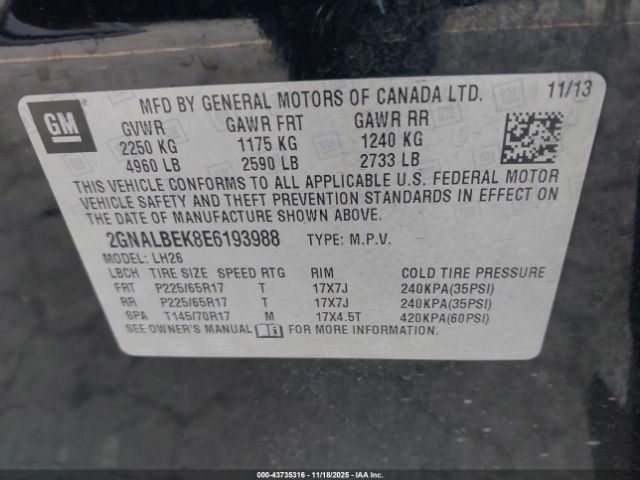 GM
MFD BY GENERAL MOTORS OF CANADA LTD. 11/13
GVWR GAWR FRT GAWR RR
2250 KG 1175 KG 1240 KG
4960 LB 2590 LB 2733 LB
THIS VEHICLE CONFORMS TO ALL APPLICABLE U.S. FEDERAL MOTOR
VEHICLE SAFETY AND THEFT PREVENTION STANDARDS IN EFFECT ON
THE DATE OF MANUFACTURE SHOWN ABOVE.
2GNALBEK8E6193988 TYPE: M.P.V.
MODEL: LH26
LBCH TIRE SIZE SPEED RTG RIM COLD TIRE PRESSURE
FRT P225/65R17 T 17X7J 240KPA(35PSI)
RR P225/65R17 T 17X7J 240KPA(35PSI)
SPA T145/70R17 M 17X4.5T 420KPA(60PSI)
SEE OWNER'S MANUAL FOR MORE INFORMATION.
000-43735316 | 11/18/2025 - IAAI.COM